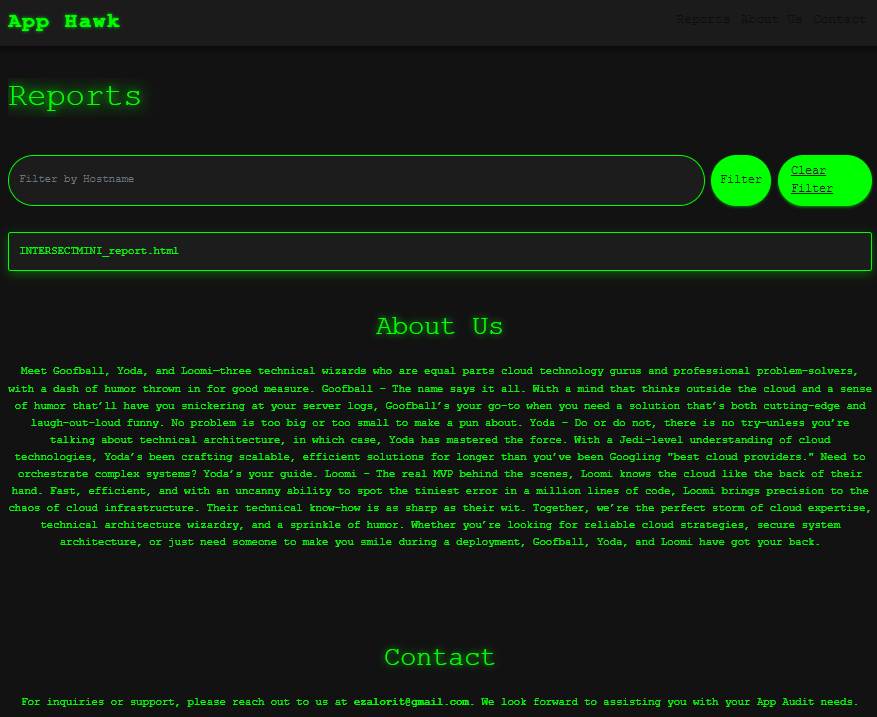 App Hawk
Reports About Us Contact
Reports
Filter by Hostname
Filter
Clear
Filter
INTERSECTMINI_report.html
About Us
Meet Goofball, Yoda, and Loomi—three technical wizards who are equal parts cloud technology gurus and professional problem-solvers,
with a dash of humor thrown in for good measure. Goofball – The name says it all. With a mind that thinks outside the cloud and a sense
of humor that’ll have you snickering at your server logs, Goofball’s your go-to when you need a solution that’s both cutting-edge and
laugh-out-loud funny. No problem is too big or too small to make a pun about. Yoda – Do or do not, there is no try—unless you’re
talking about technical architecture, in which case, Yoda has mastered the force. With a Jedi-level understanding of cloud
technologies, Yoda’s been crafting scalable, efficient solutions for longer than you’ve been Googling "best cloud providers." Need to
orchestrate complex systems? Yoda’s your guide. Loomi – The real MVP behind the scenes, Loomi knows the cloud like the back of their
hand. Fast, efficient, and with an uncanny ability to spot the tiniest error in a million lines of code, Loomi brings precision to the
chaos of cloud infrastructure. Their technical know-how is as sharp as their wit. Together, we’re the perfect storm of cloud expertise,
technical architecture wizardry, and a sprinkle of humor. Whether you’re looking for reliable cloud strategies, secure system
architecture, or just need someone to make you smile during a deployment, Goofball, Yoda, and Loomi have got your back.
Contact
For inquiries or support, please reach out to us at ezalorit@gmail.com. We look forward to assisting you with your App Audit needs.